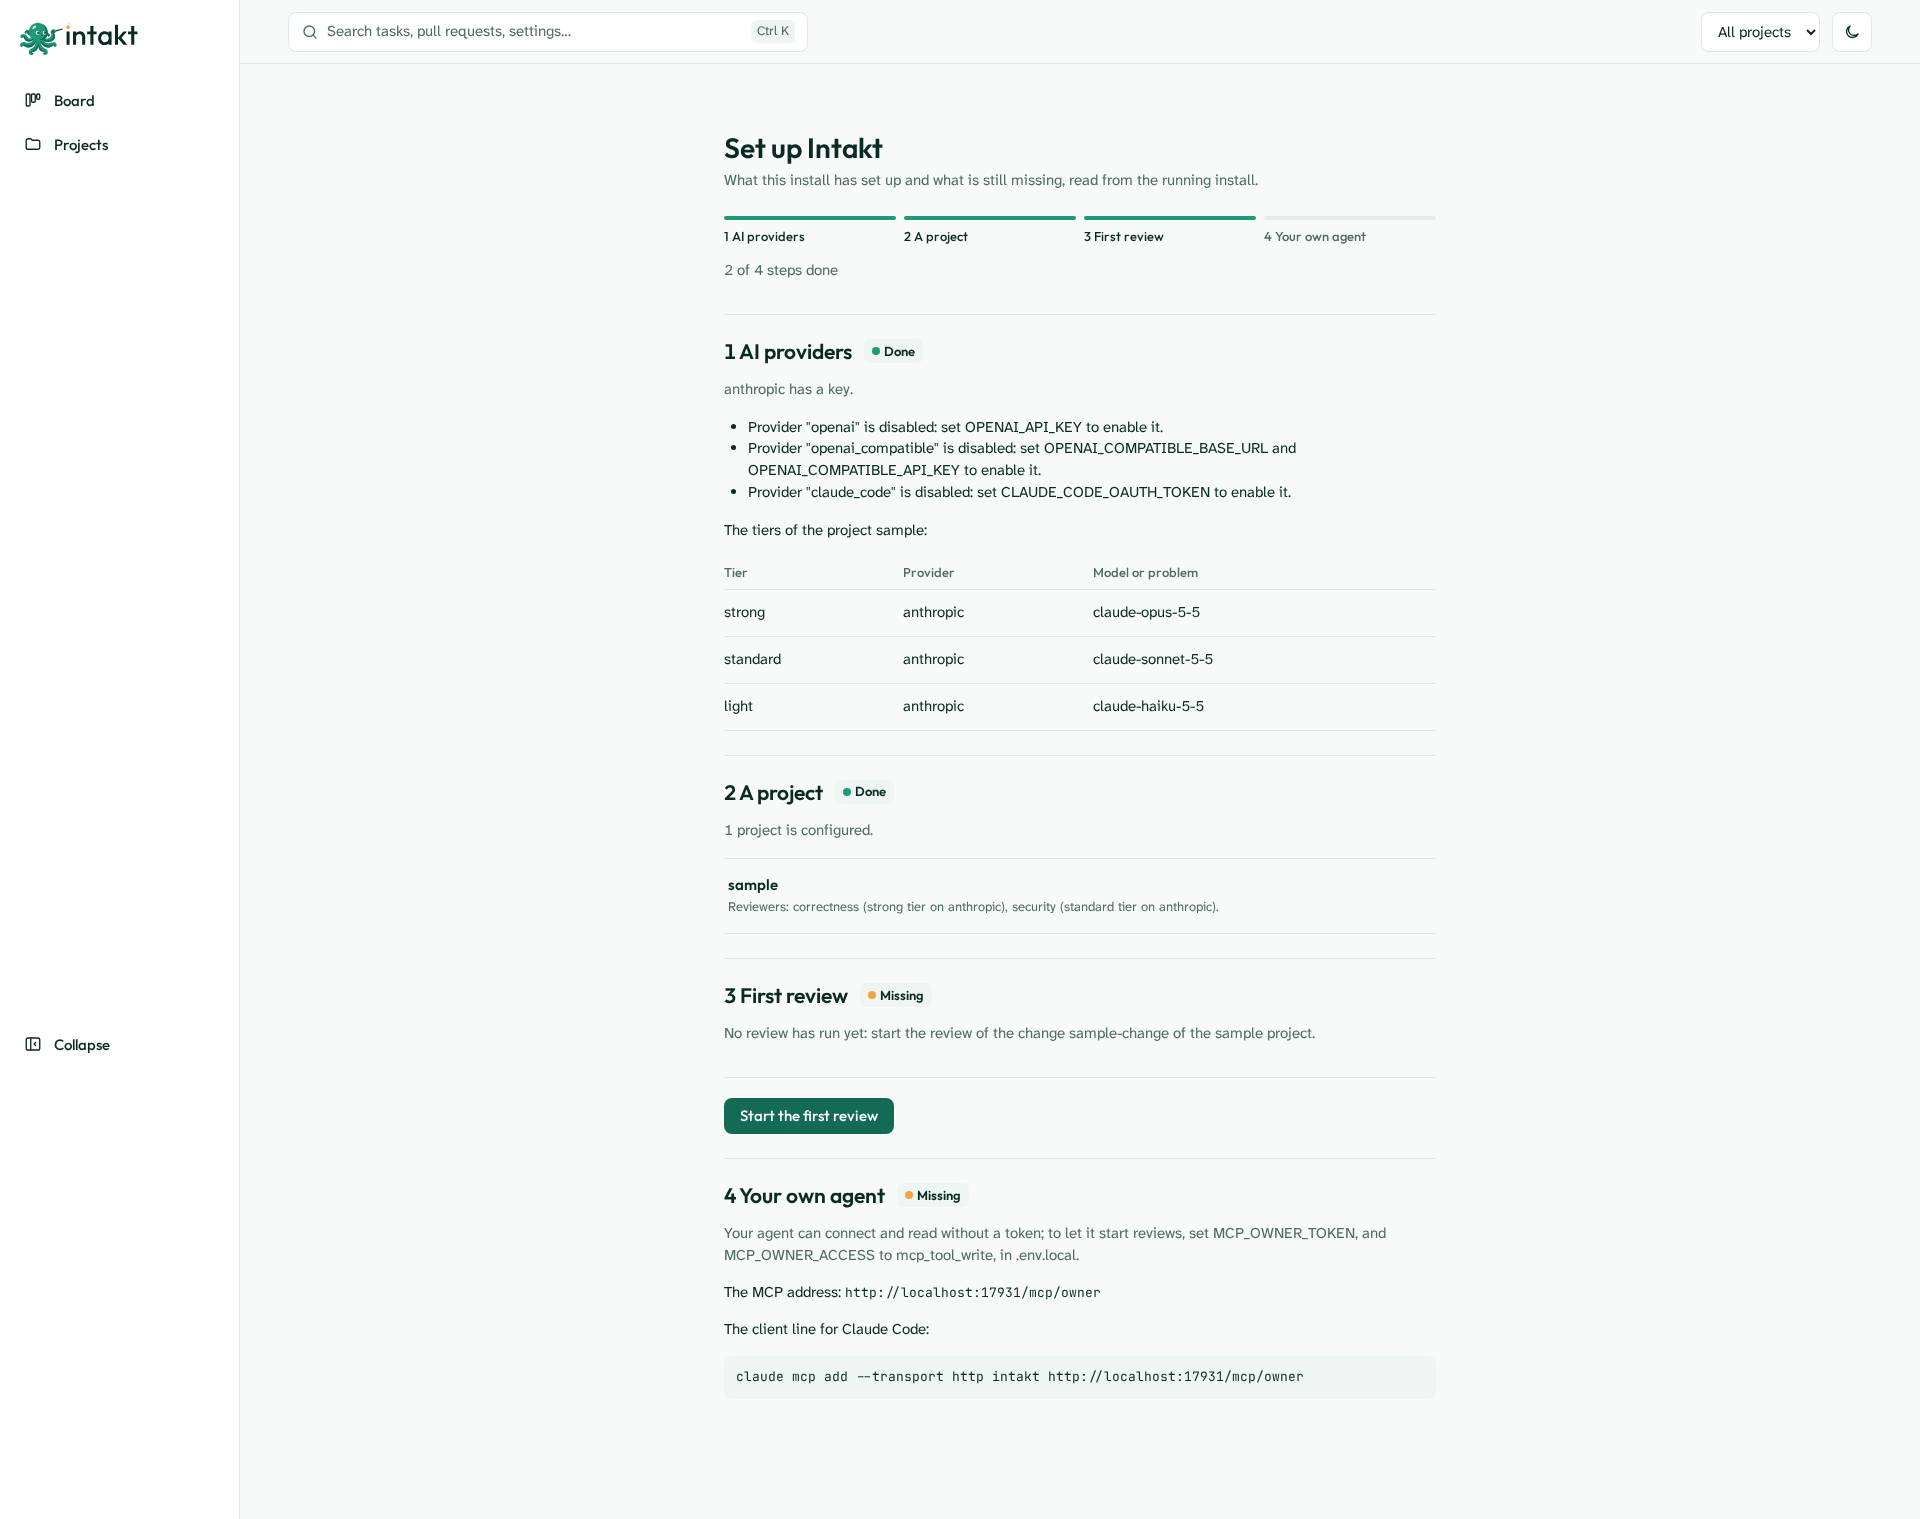 intakt
Search tasks, pull requests, settings...
Ctrl K
All projects
Board
Projects
Collapse
Set up Intakt
What this install has set up and what is still missing, read from the running install.
1 AI providers
2 A project
3 First review
4 Your own agent
2 of 4 steps done
1 AI providers
Done
anthropic has a key.
Provider "openai" is disabled: set OPENAI_API_KEY to enable it.
Provider "openai_compatible" is disabled: set OPENAI_COMPATIBLE_BASE_URL and
OPENAI_COMPATIBLE_API_KEY to enable it.
Provider "claude_code" is disabled: set CLAUDE_CODE_OAUTH_TOKEN to enable it.
The tiers of the project sample:
Tier Provider Model or problem
strong anthropic claude-opus-5-5
standard anthropic claude-sonnet-5-5
light anthropic claude-haiku-5-5
2 A project
Done
1 project is configured.
sample
Reviewers: correctness (strong tier on anthropic), security (standard tier on anthropic).
3 First review
Missing
No review has run yet: start the review of the change sample-change of the sample project.
Start the first review
4 Your own agent
Missing
Your agent can connect and read without a token; to let it start reviews, set MCP_OWNER_TOKEN, and
MCP_OWNER_ACCESS to mcp_tool_write, in .env.local.
The MCP address: http://localhost:17931/mcp/owner
The client line for Claude Code:
claude mcp add --transport http intakt http://localhost:17931/mcp/owner